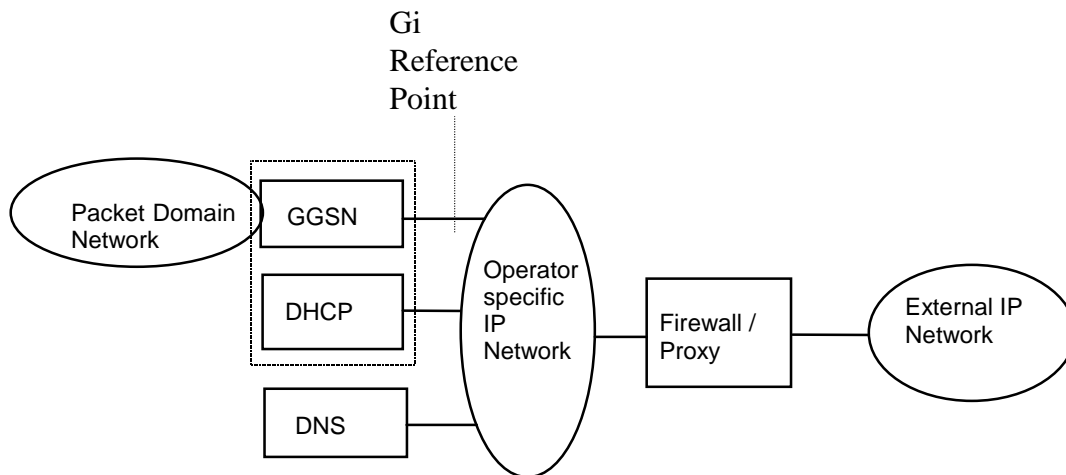 Gi
Reference
Point
Packet Domain
Network
GGSN
DHCP
DNS
Operator
specific
IP
Network
Firewall /
Proxy
External IP
Network